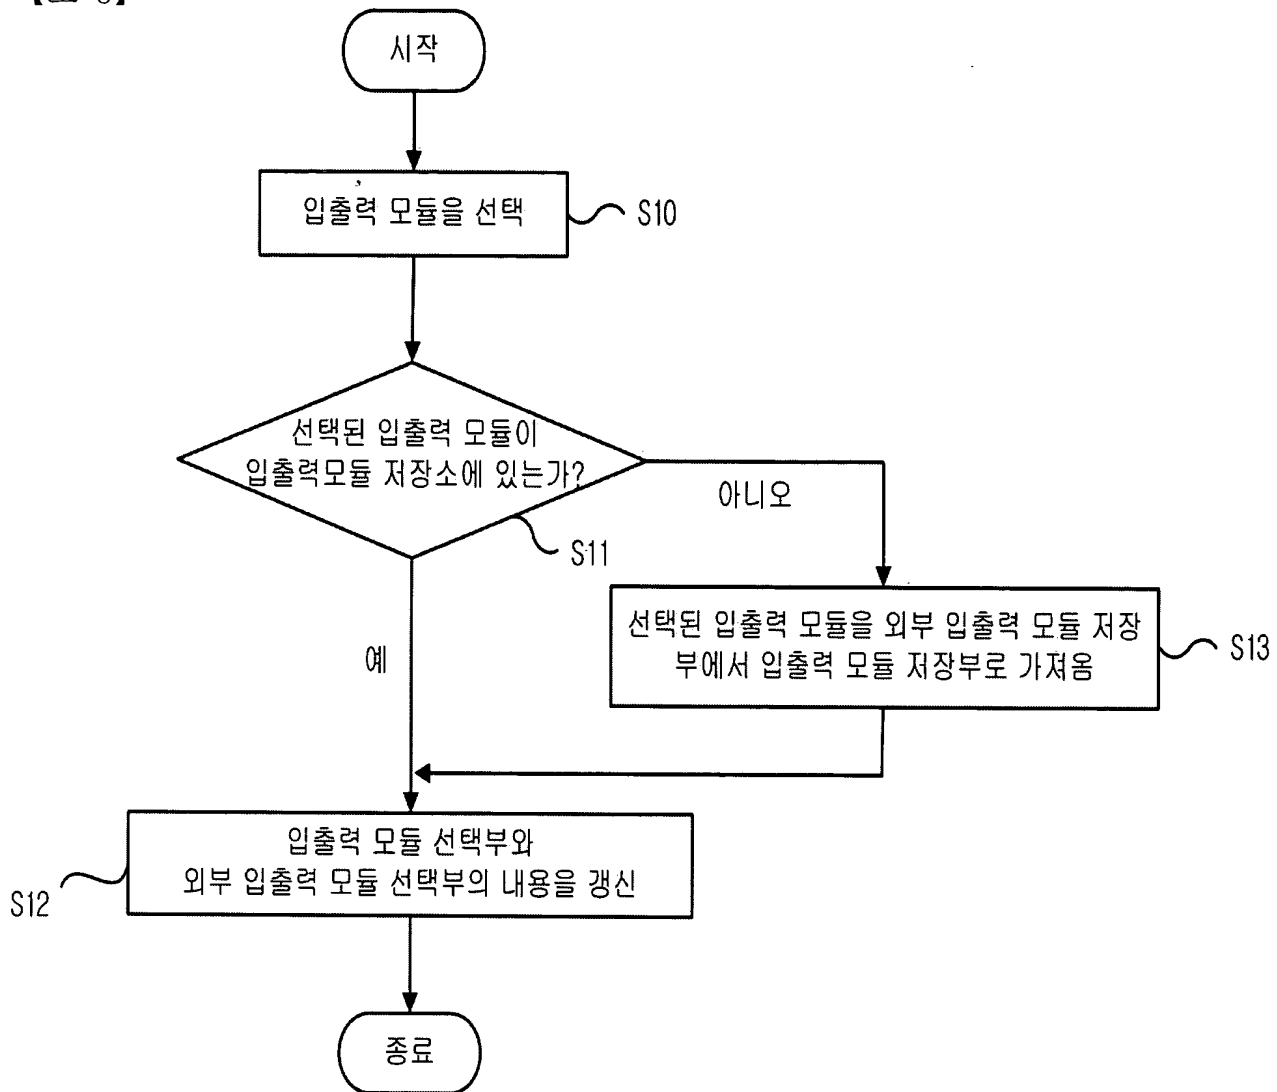 시작
입출력 모듈을 선택
S10
선택된 입출력 모듈이
입출력모듈 저장소에 있는가?
아니오
S11
선택된 입출력 모듈을 외부 입출력 모듈 저장
부에서 입출력 모듈 저장부로 가져옴
S13
예
입출력 모듈 선택부와
외부 입출력 모듈 선택부의 내용을 갱신
S12
종료